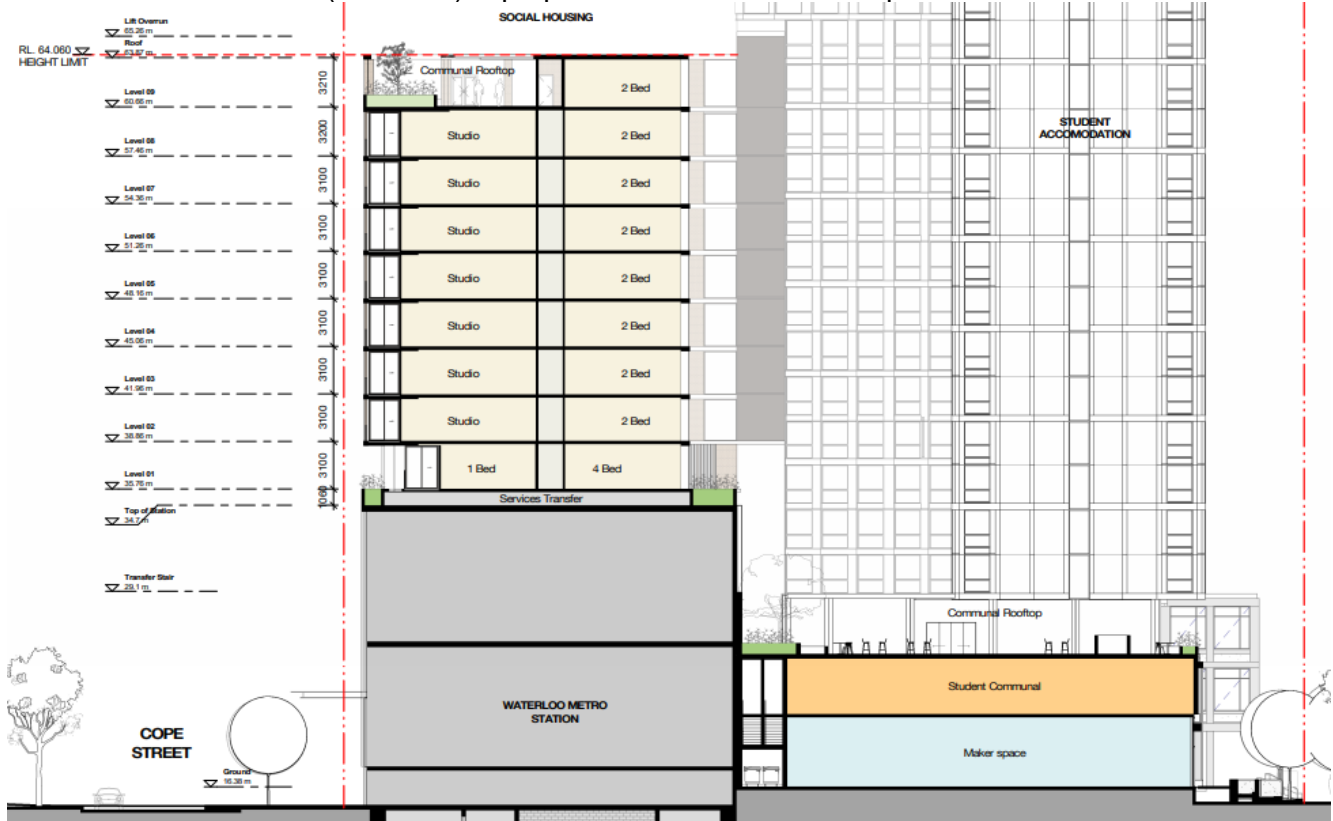 SOCIAL HOUSING
Lift Overrun
65.26 m
Roof
63.87 m
RL. 64.060
HEIGHT LIMIT
Communal Rooftop
2 Bed
3210
Level 09
60.66 m
Studio
2 Bed
3200
STUDENT
ACCOMODATION
Level 08
57.46 m
Studio
2 Bed
3100
Level 07
54.36 m
Studio
2 Bed
3100
Level 06
51.26 m
Studio
2 Bed
3100
Level 05
48.16 m
Studio
2 Bed
3100
Level 04
45.06 m
Studio
2 Bed
3100
Level 03
41.96 m
Studio
2 Bed
3100
Level 02
38.86 m
1 Bed
4 Bed
3100
Level 01
35.76 m
Services Transfer
1060
Top of Station
34.7 m
Transfer Stair
29.1 m
Communal Rooftop
Student Communal
WATERLOO METRO
STATION
COPE
STREET
Maker space
Ground
16.38 m